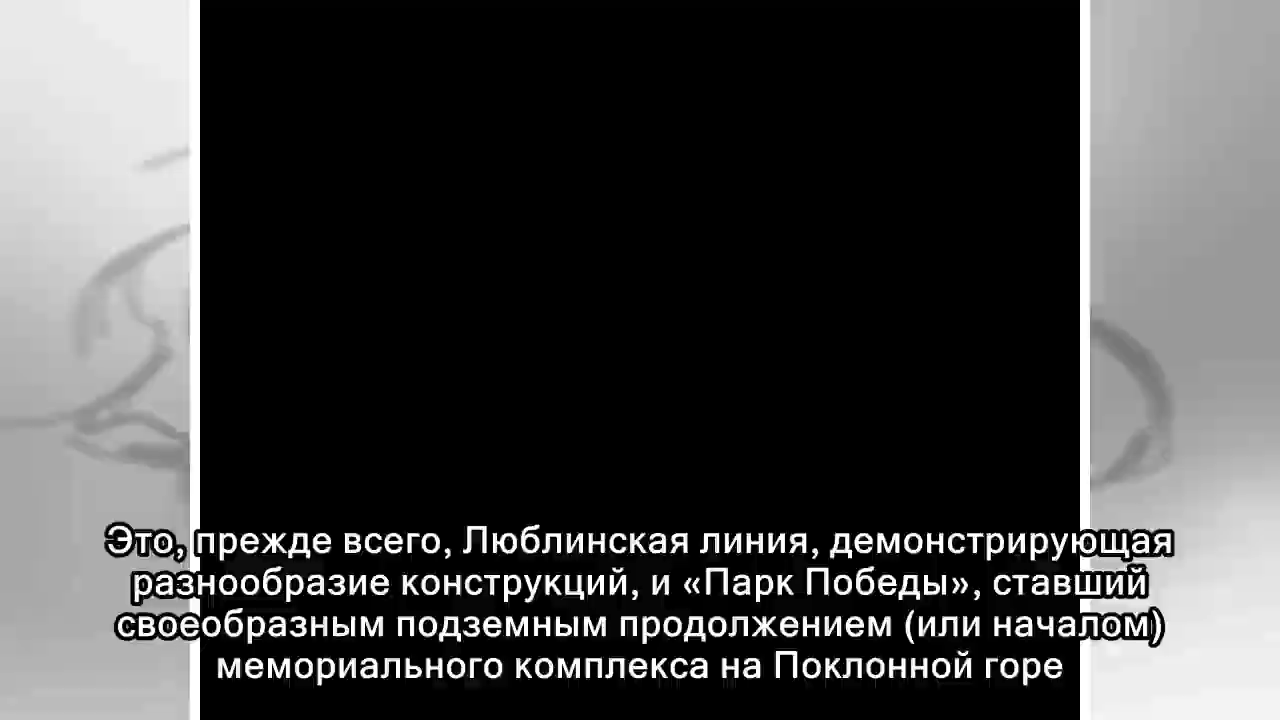 Это, прежде всего, Люблинская линия, демонстрирующая
разнообразие конструкций, и «Парк Победы», ставший
своеобразным подземным продолжением (или началом)
мемориального комплекса на Поклонной горе